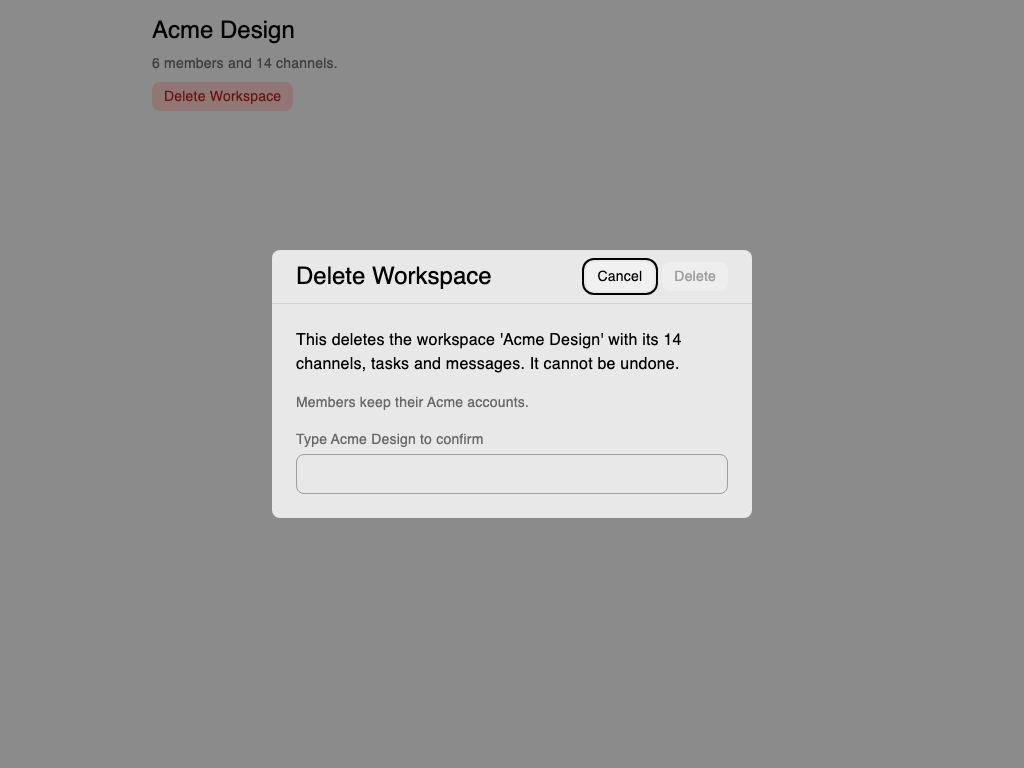 Acme Design
6 members and 14 channels.
Delete Workspace
Delete Workspace
Cancel
Delete
This deletes the workspace 'Acme Design' with its 14
channels, tasks and messages. It cannot be undone.
Members keep their Acme accounts.
Type Acme Design to confirm